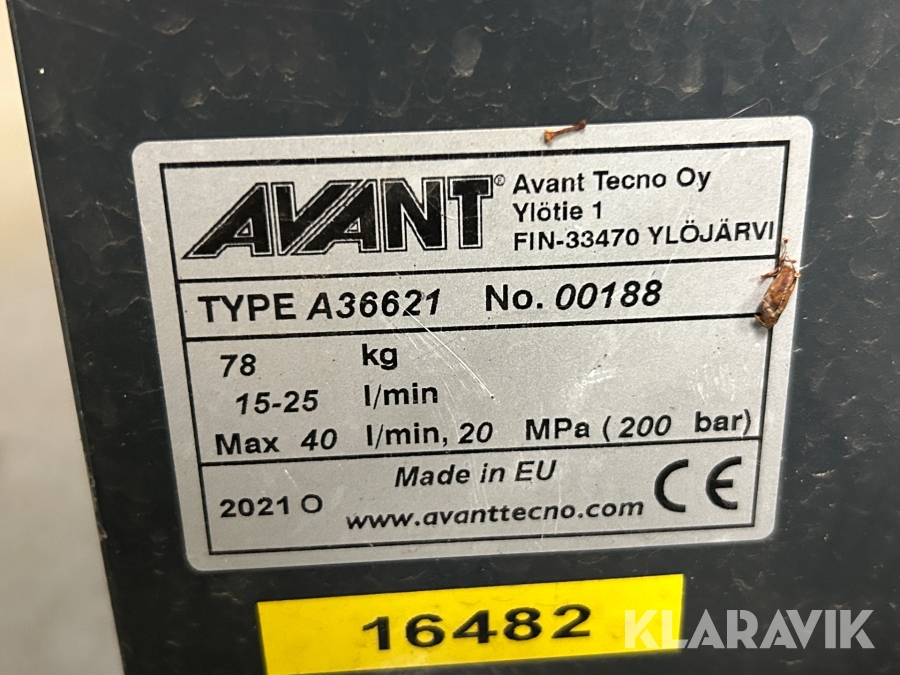 AVANT® Avant Tecno Oy
Ylötie 1
FIN-33470 YLÖJÄRVI
TYPE A36621 No. 00188
78 kg
15-25 l/min
Max 40 l/min, 20 MPa (200 bar)
Made in EU
2021 O www.avanttecno.com CE
16482
KLARAVIK